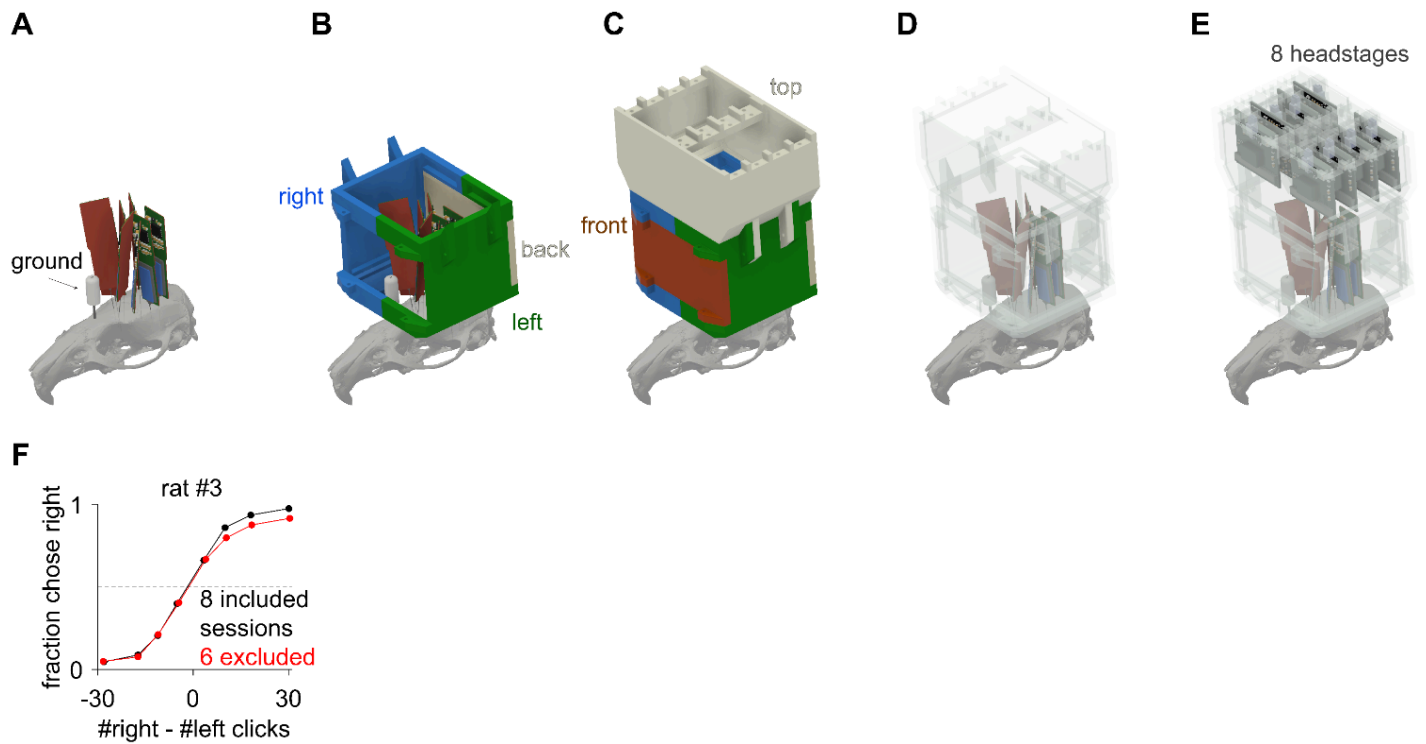 A
B
C
D
E
8 headstages
top
right
front
ground
back
left
F
rat #3
1
fraction chose right
8 included
sessions
6 excluded
0
-30
0
30
#right - #left clicks